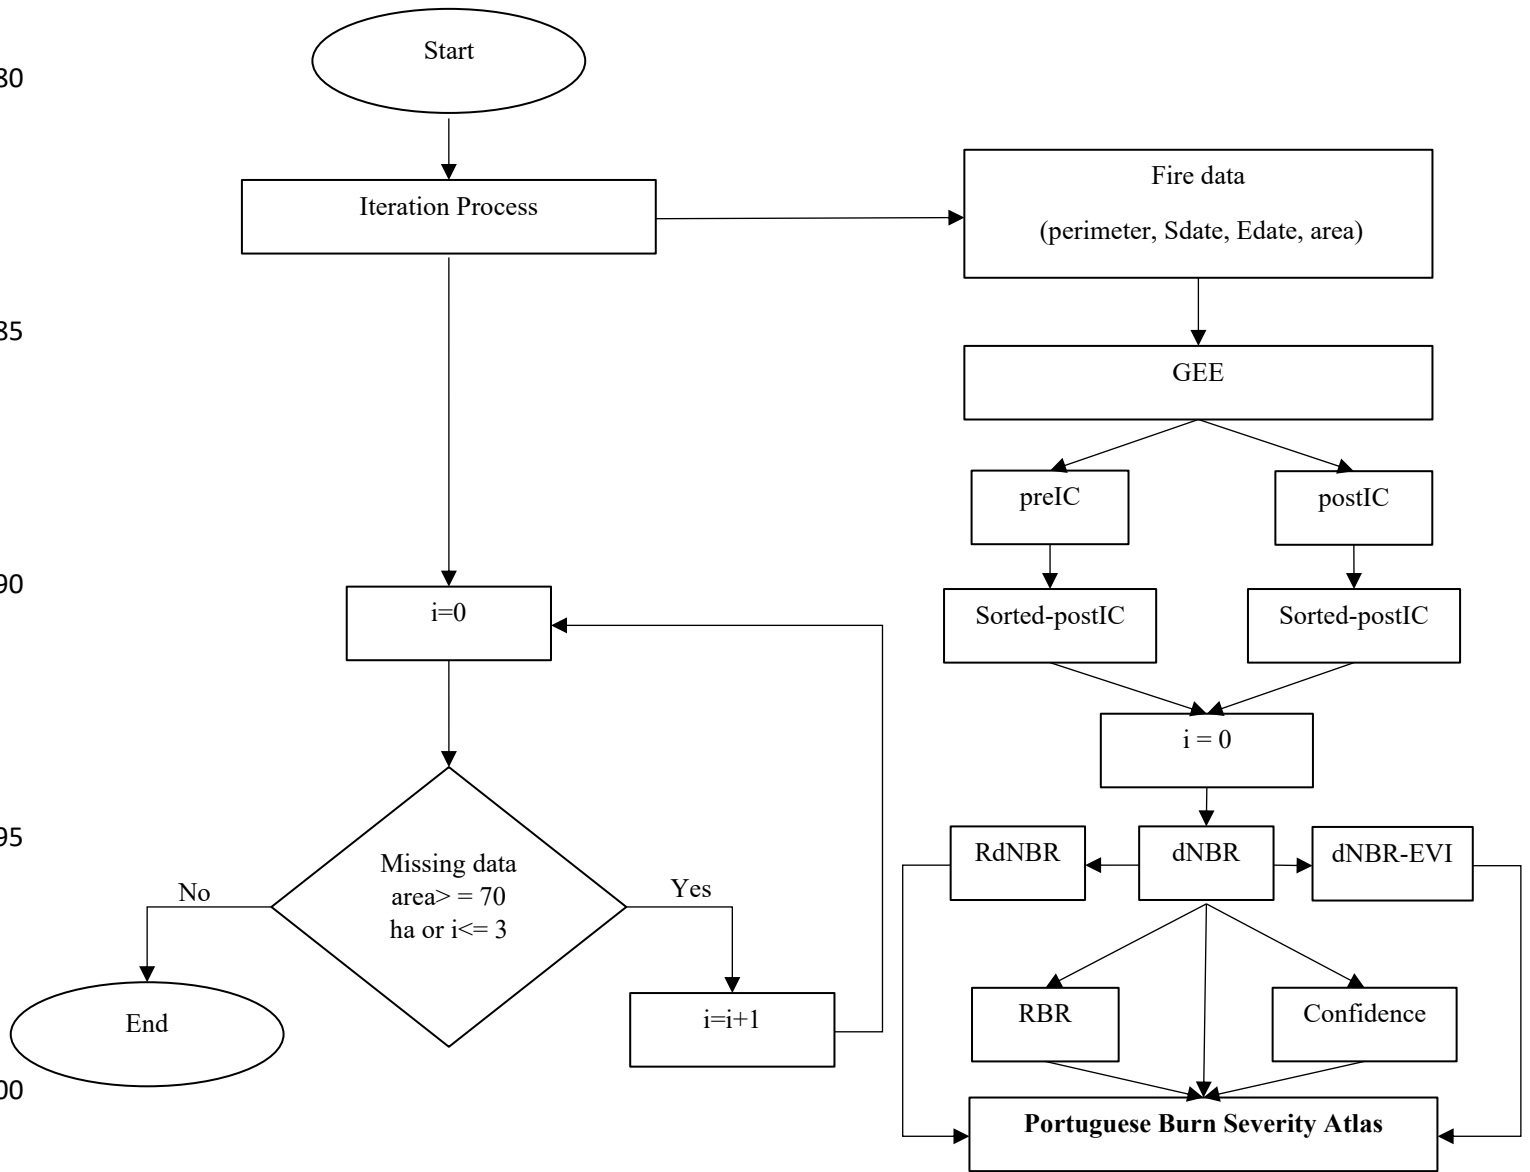 Start
80
Iteration Process
Fire data
(perimeter, Sdate, Edate, area)
85
GEE
preIC
postIC
90
i=0
Sorted-postIC
Sorted-postIC
i = 0
95
Missing data
area> = 70
ha or i<= 3
No
Yes
RdNBR
dNBR
dNBR-EVI
End
i=i+1
RBR
Confidence
00
Portuguese Burn Severity Atlas